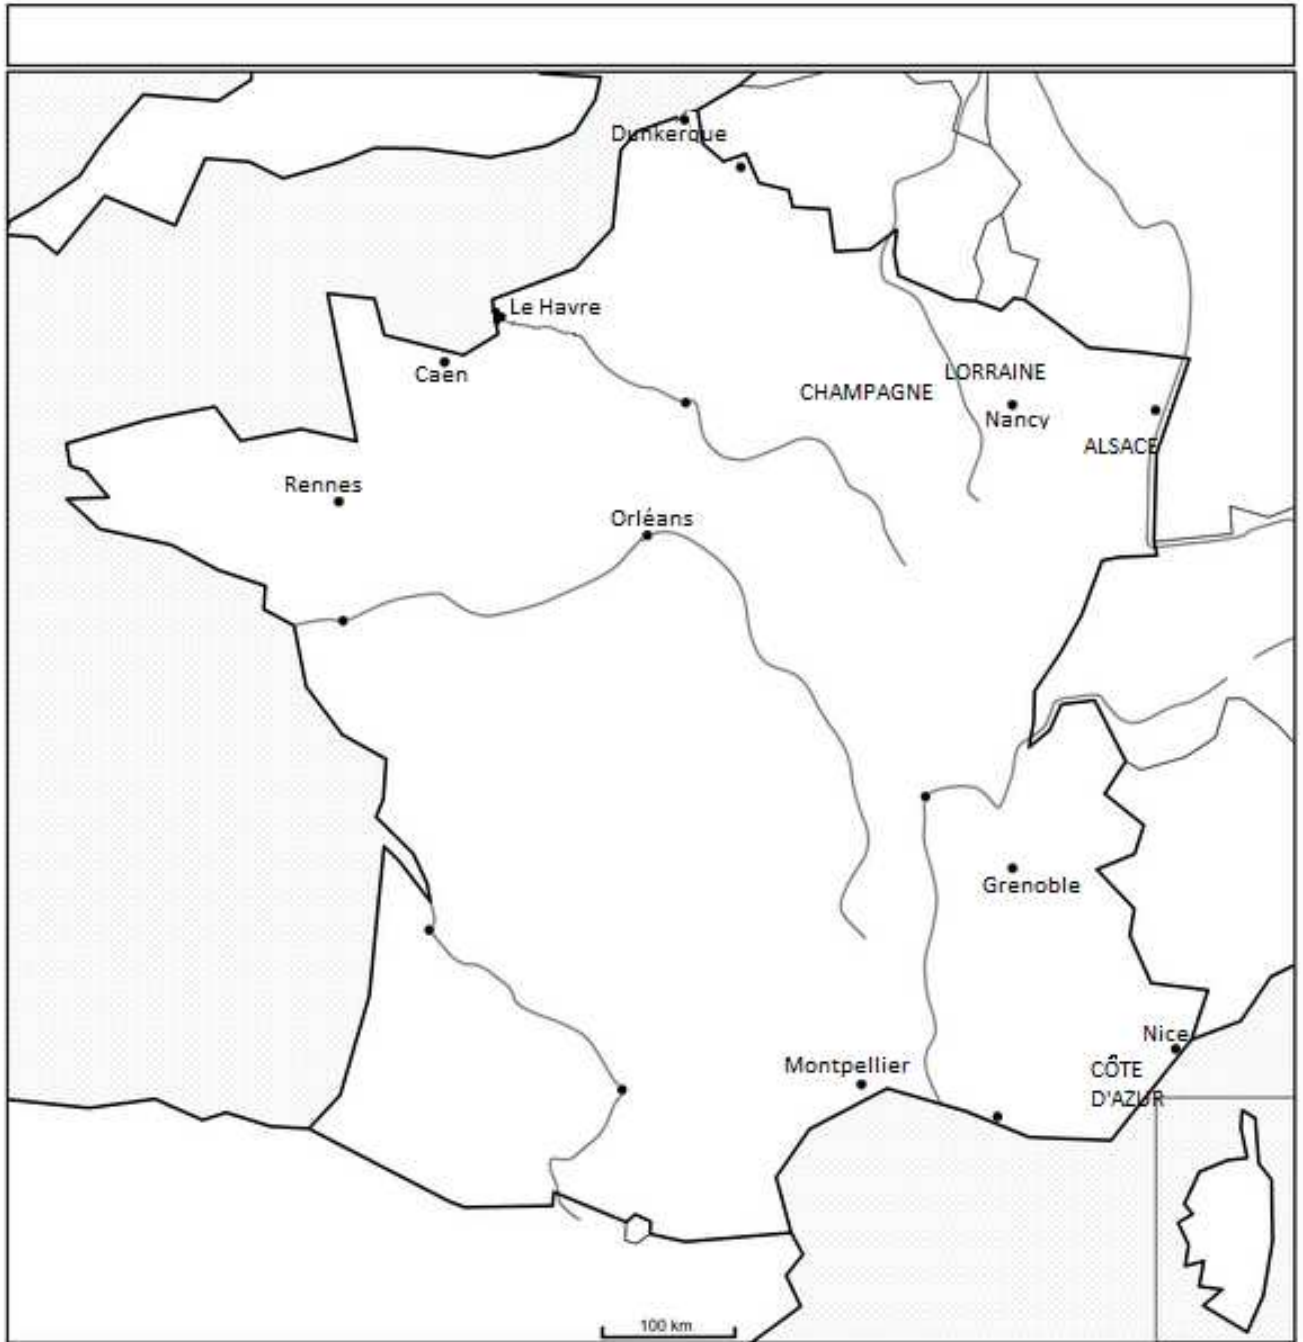 Dunkerque
Le Havre
Caen
LORRAINE
CHAMPAGNE
Nancy
ALSACE
Rennes
Orléans
Grenoble
Nice
Montpellier
CÔTE
D'AZUR
100 km